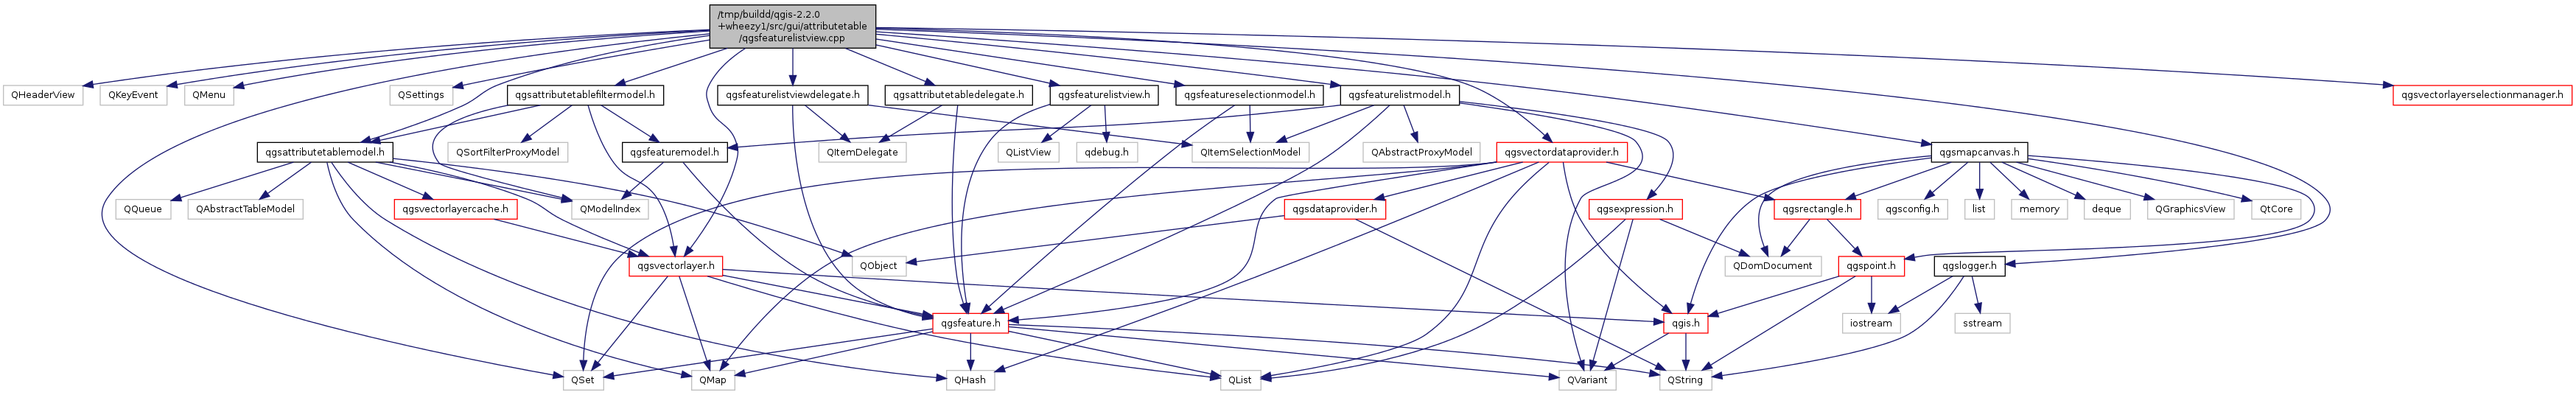 /tmp/buildd/qgis-2.2.0
+wheezy1/src/gui/attributetable
/qgsfeaturelistview.cpp
QHeaderView
QKeyEvent
QMenu
QSettings
qgsattributetablefiltermodel.h
qgsfeaturelistviewdelegate.h
qgsattributetabledelegate.h
qgsfeaturelistview.h
qgsfeatureselectionmodel.h
qgsfeaturelistmodel.h
qgsvectorlayerselectionmanager.h
qgsattributetablemodel.h
QSortFilterProxyModel
qgsfeaturemodel.h
QItemDelegate
QListView
qdebug.h
QItemSelectionModel
QAbstractProxyModel
qgsvectordataprovider.h
qgsmapcanvas.h
QQueue
QAbstractTableModel
qgsvectorlayercache.h
QModelIndex
qgsdataprovider.h
qgsexpression.h
qgsrectangle.h
qgsconfig.h
list
memory
deque
QGraphicsView
QtCore
qgsvectorlayer.h
QObject
QDomDocument
qgspoint.h
qgslogger.h
qgsfeature.h
qgis.h
iostream
sstream
QSet
QMap
QHash
QList
QVariant
QString